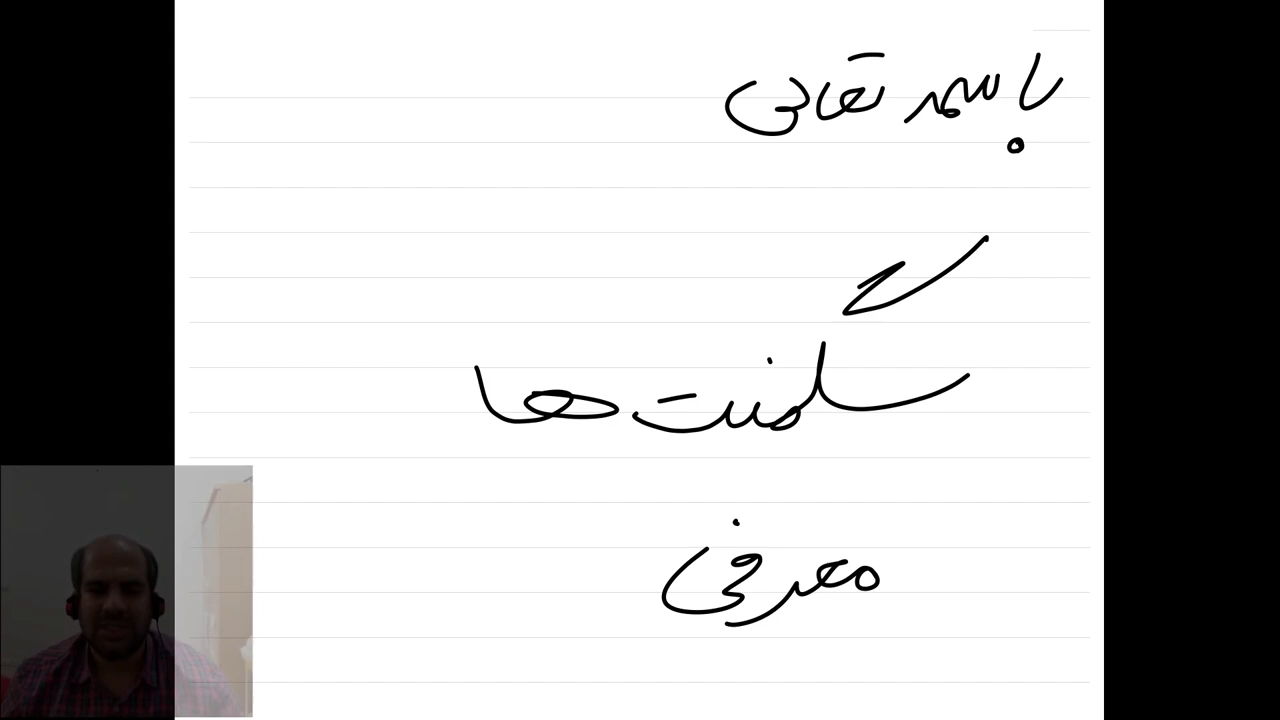 باسمه تعالی
سگمنت‌ها
معرفی